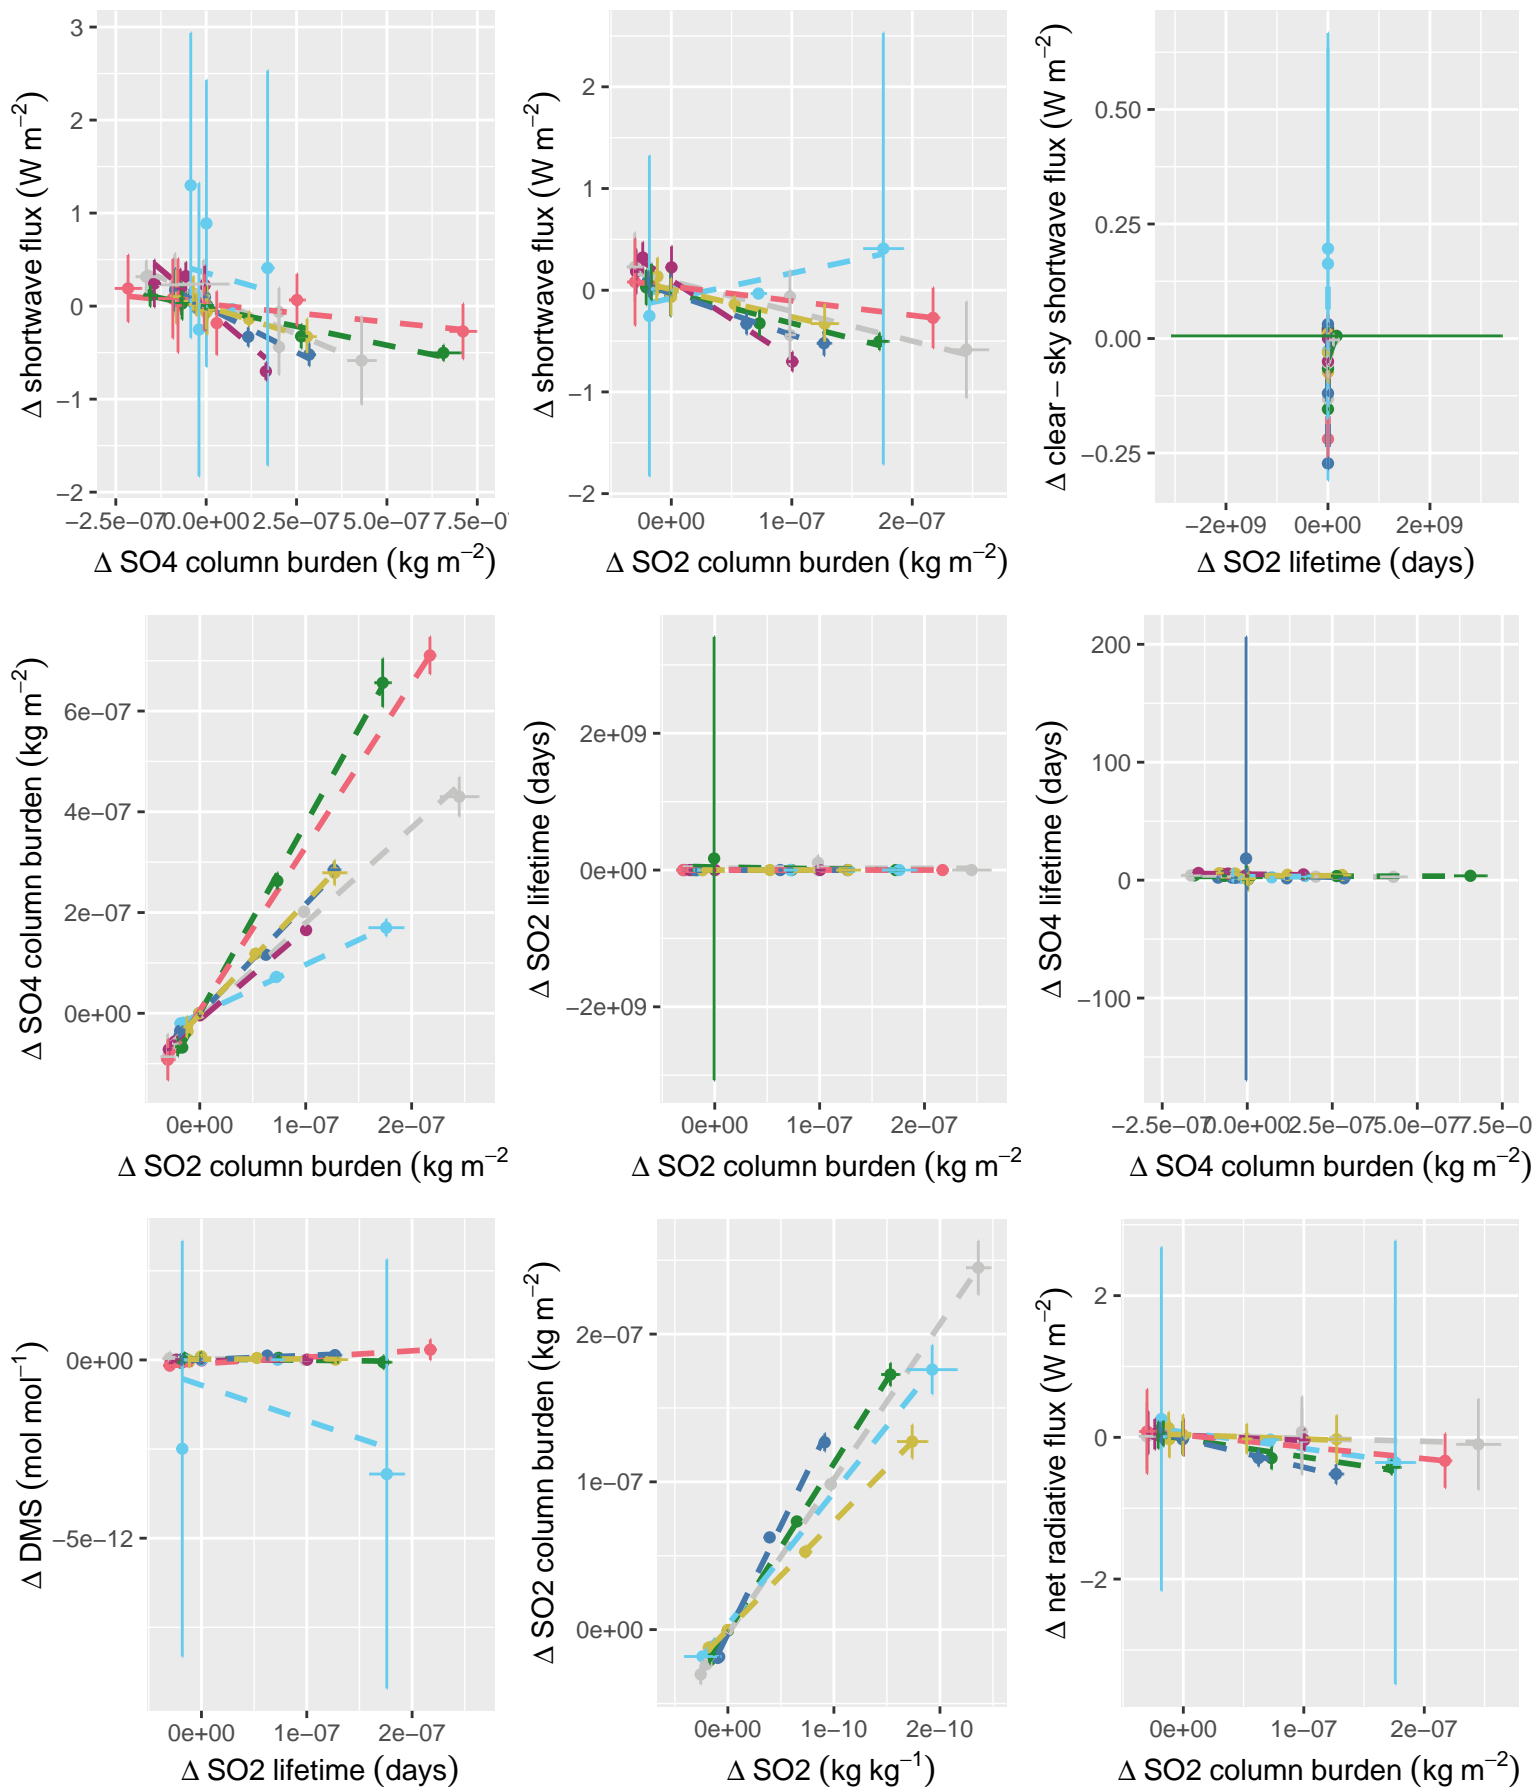 3
2
1
0
−1
−2
Δ shortwave flux (W m−2)
−2.5e−07 0.0e+00 2.5e−07 5.0e−07 7.5e−0
Δ SO4 column burden (kg m−2)
2
1
0
−1
−2
Δ shortwave flux (W m−2)
0e+00 1e−07 2e−07
Δ SO2 column burden (kg m−2)
0.50
0.25
0.00
−0.25
Δ clear − sky shortwave flux (W m−2)
−2e+09 0e+00 2e+09
Δ SO2 lifetime (days)
6e−07
4e−07
2e−07
0e+00
Δ SO4 column burden (kg m−2)
0e+00 1e−07 2e−07
Δ SO2 column burden (kg m−2
2e+09
0e+00
−2e+09
Δ SO2 lifetime (days)
0e+00 1e−07 2e−07
Δ SO2 column burden (kg m−2
200
100
0
−100
Δ SO4 lifetime (days)
−2.5e−07 0.0e+00 2.5e−07 5.0e−07 7.5e−0
Δ SO4 column burden (kg m−2)
0e+00
−5e−12
Δ DMS (mol mol−1)
0e+00 1e−07 2e−07
Δ SO2 lifetime (days)
2e−07
1e−07
0e+00
Δ SO2 column burden (kg m−2)
0e+00 1e−10 2e−10
Δ SO2 (kg kg−1)
2
0
−2
Δ net radiative flux (W m−2)
0e+00 1e−07 2e−07
Δ SO2 column burden (kg m−2)